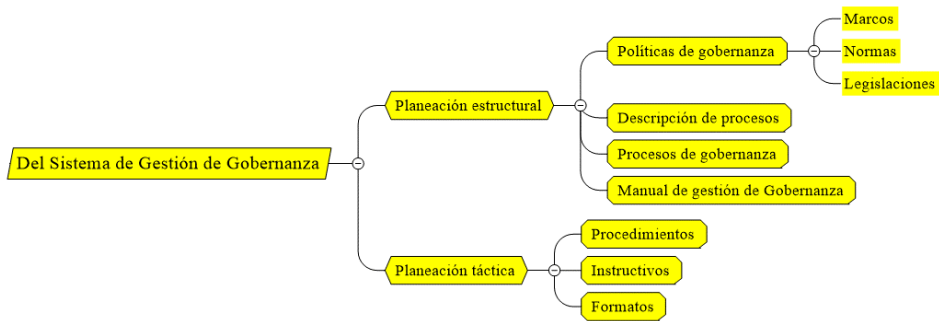 Del Sistema de Gestión de Gobernanza
Planeación estructural
Políticas de gobernanza
Marcos
Normas
Legislaciones
Descripción de procesos
Procesos de gobernanza
Manual de gestión de Gobernanza
Planeación táctica
Procedimientos
Instructivos
Formatos